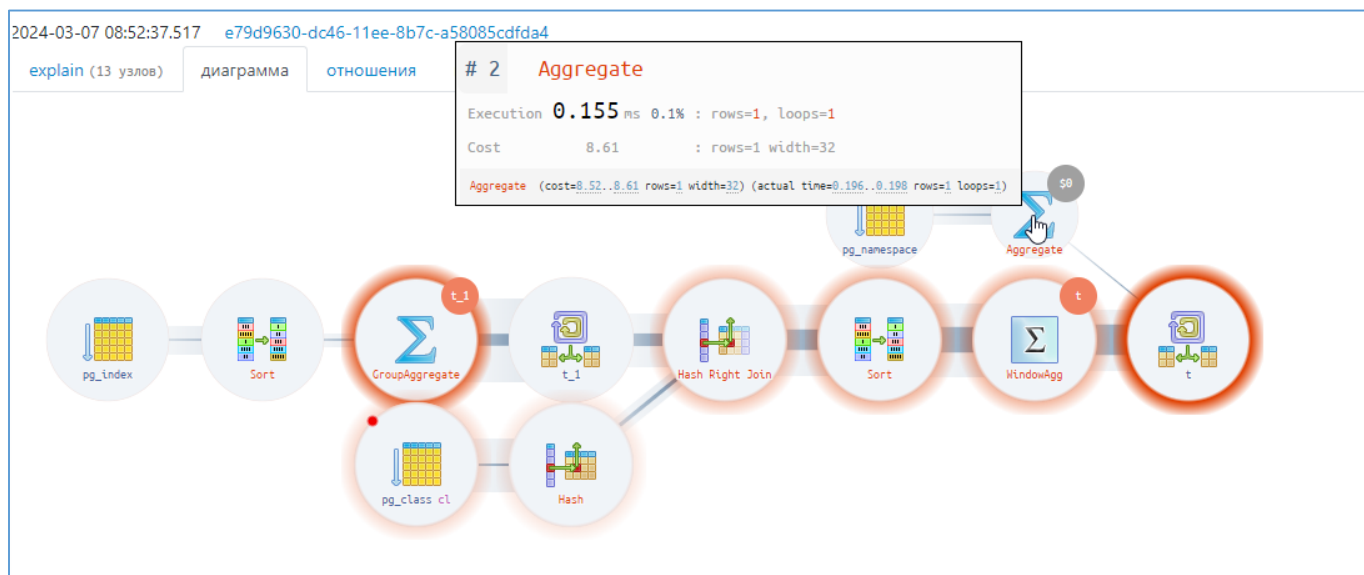 2024-03-07 08:52:37.517 e79d9630-dc46-11ee-8b7c-a58085cdfda4
explain (13 узлов) диаграмма отношения
# 2 Aggregate
Execution 0.155 ms 0.1% : rows=1, loops=1
Cost 8.61 : rows=1 width=32
Aggregate (cost=8.52..8.61 rows=1 width=32) (actual time=0.196..0.198 rows=1 loops=1)
$0
pg_namespace Aggregate
t_1 t
pg_index Sort GroupAggregate t_1 Hash Right Join Sort WindowAgg t
pg_class cl Hash